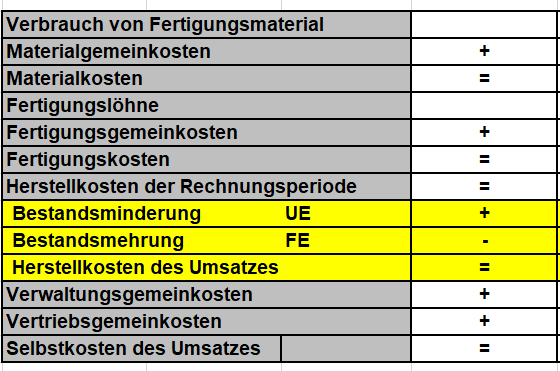 Verbrauch von Fertigungsmaterial
Materialgemeinkosten +
Materialkosten =
Fertigungslöhne
Fertigungsgemeinkosten +
Fertigungskosten =
Herstellkosten der Rechnungsperiode =
Bestandsminderung UE +
Bestandsmehrung FE -
Herstellkosten des Umsatzes =
Verwaltungsgemeinkosten +
Vertriebsgemeinkosten +
Selbstkosten des Umsatzes =